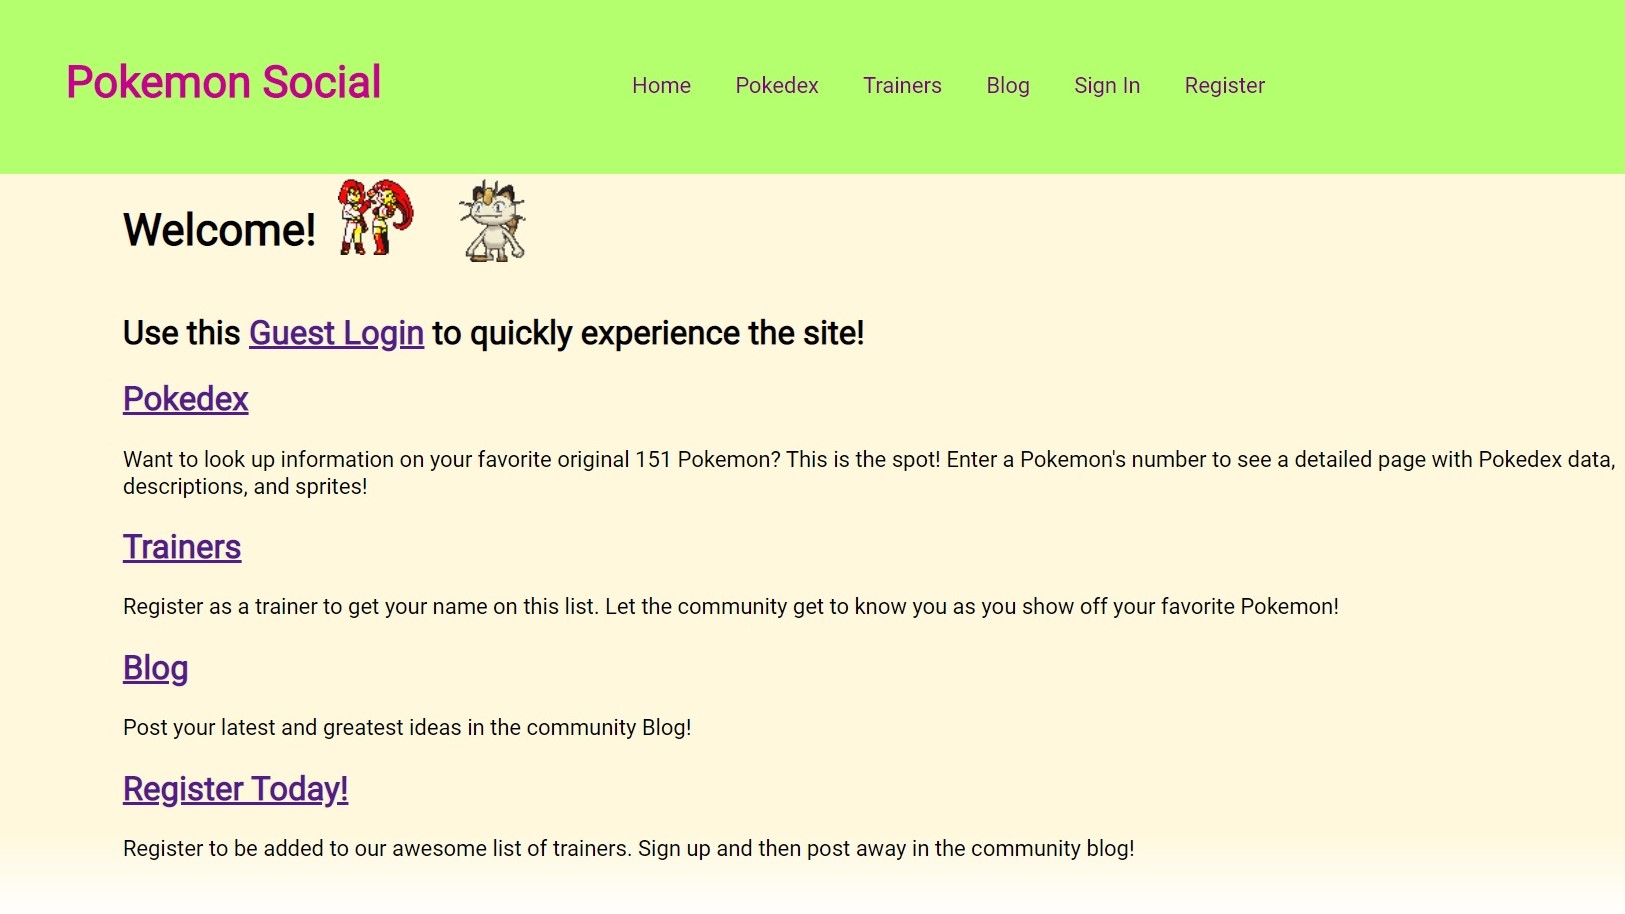 Pokemon Social
Home Pokedex Trainers Blog Sign In Register
Welcome!
Use this Guest Login to quickly experience the site!
Pokedex
Want to look up information on your favorite original 151 Pokemon? This is the spot! Enter a Pokemon's number to see a detailed page with Pokedex data,
descriptions, and sprites!
Trainers
Register as a trainer to get your name on this list. Let the community get to know you as you show off your favorite Pokemon!
Blog
Post your latest and greatest ideas in the community Blog!
Register Today!
Register to be added to our awesome list of trainers. Sign up and then post away in the community blog!